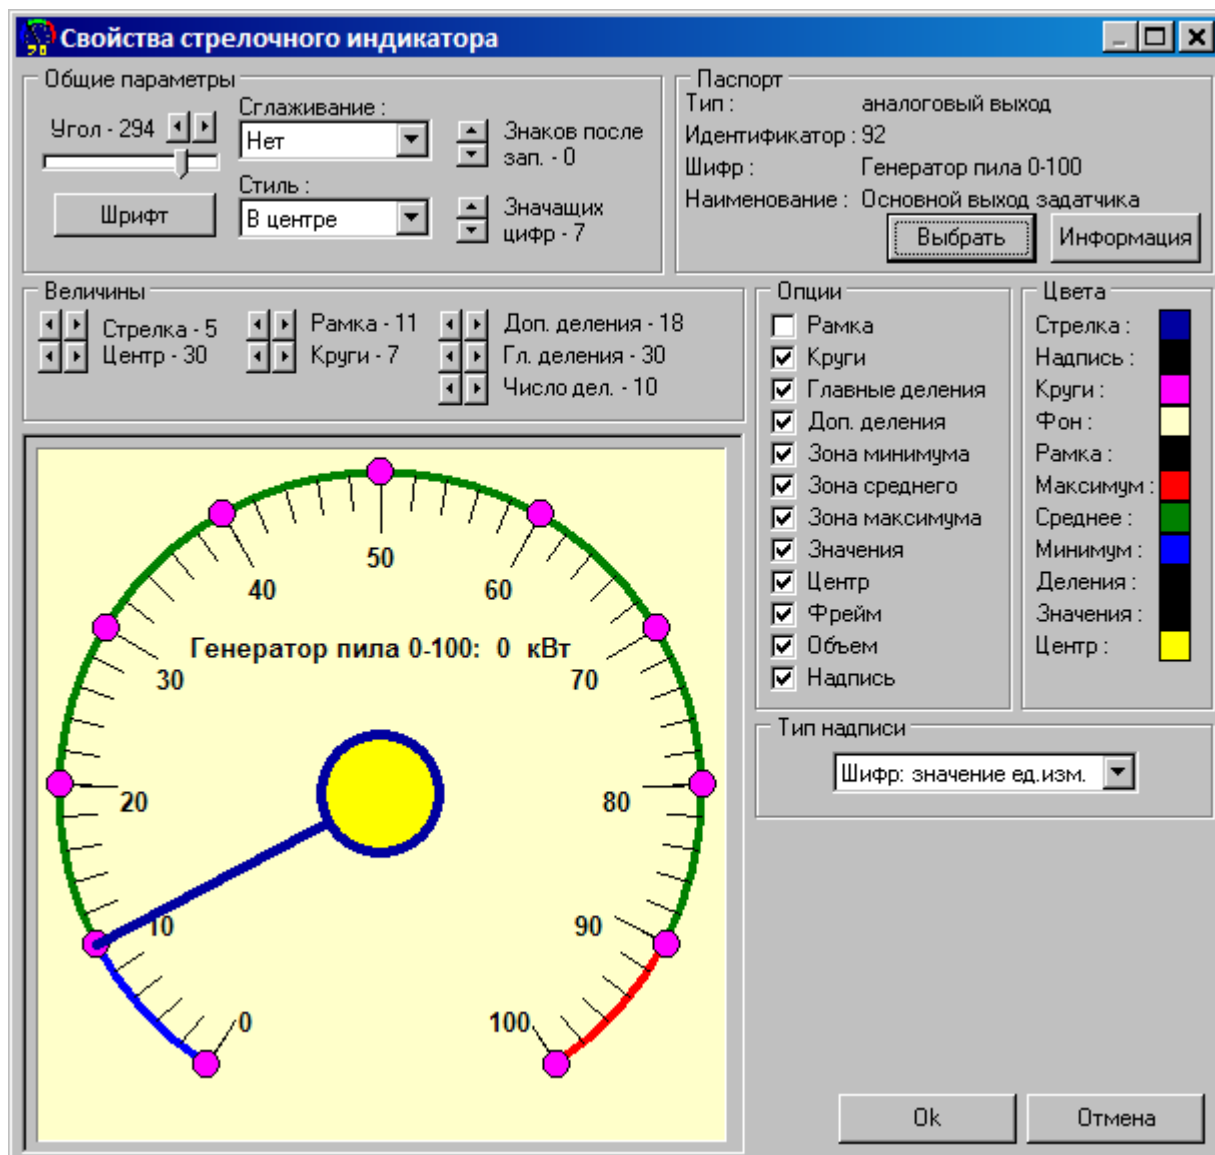 Свойства стрелочного индикатора
Общие параметры
Угол - 294
Шрифт
Сглаживание :
Нет
Стиль :
В центре
Знаков после
зап. - 0
Значащих
цифр - 7
Паспорт
Тип : аналоговый выход
Идентификатор : 92
Шифр : Генератор пила 0-100
Наименование : Основной выход задатчика
Выбрать Информация
Величины
Стрелка - 5
Центр - 30
Рамка - 11
Круги - 7
Доп. деления - 18
Гл. деления - 30
Число дел. - 10
Опции
Рамка
Круги
Главные деления
Доп. деления
Зона минимума
Зона среднего
Зона максимума
Значения
Центр
Фрейм
Объем
Надпись
Цвета
Стрелка :
Надпись :
Круги :
Фон :
Рамка :
Максимум :
Среднее :
Минимум :
Деления :
Значения :
Центр :
50
40 60
Генератор пила 0-100: 0 кВт
30 70
20 80
10 90
0 100
Тип надписи
Шифр: значение ед.изм.
Ok Отмена